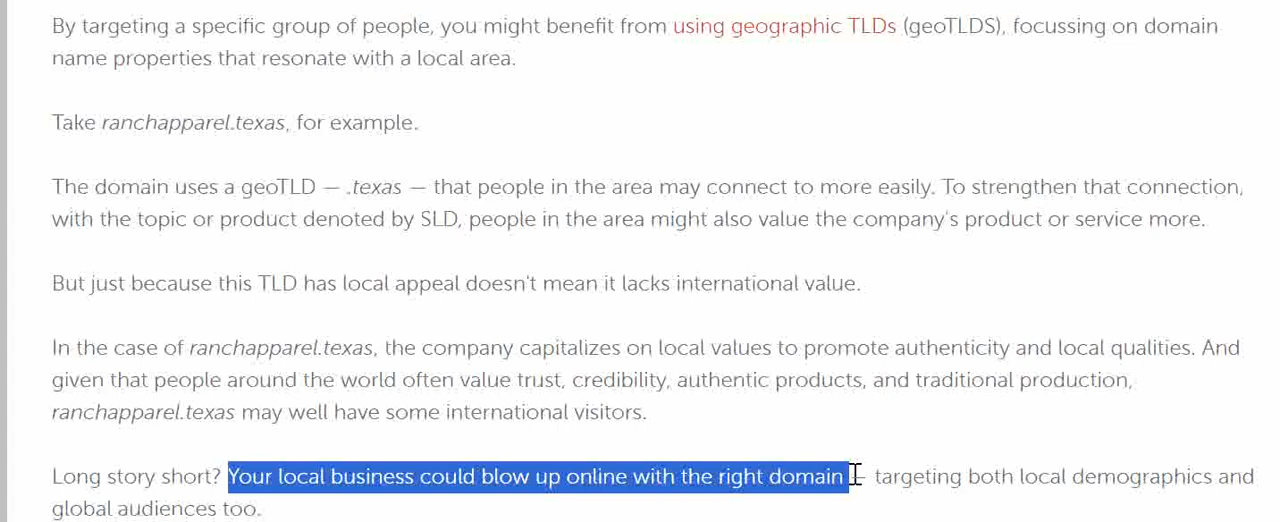 By targeting a specific group of people, you might benefit from using geographic TLDs (geoTLDS), focussing on domain
name properties that resonate with a local area.
Take ranchapparel.texas, for example.
The domain uses a geoTLD — .texas — that people in the area may connect to more easily. To strengthen that connection,
with the topic or product denoted by SLD, people in the area might also value the company's product or service more.
But just because this TLD has local appeal doesn't mean it lacks international value.
In the case of ranchapparel.texas, the company capitalizes on local values to promote authenticity and local qualities. And
given that people around the world often value trust, credibility, authentic products, and traditional production,
ranchapparel.texas may well have some international visitors.
Long story short? Your local business could blow up online with the right domain — targeting both local demographics and
global audiences too.